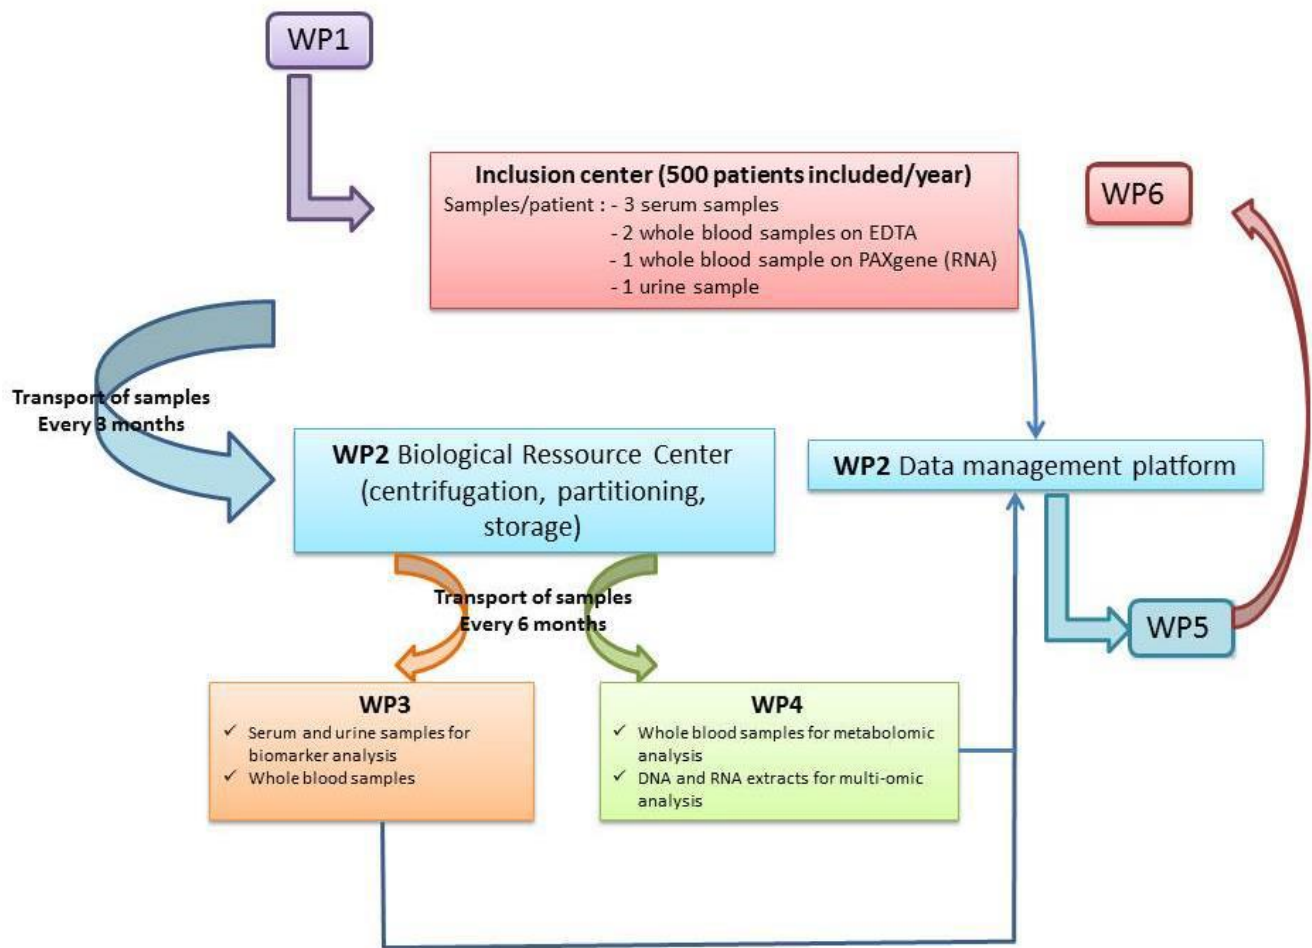 WP1
Inclusion center (500 patients included/year)
Samples/patient : - 3 serum samples
- 2 whole blood samples on EDTA
- 1 whole blood sample on PAXgene (RNA)
- 1 urine sample
WP6
Transport of samples
Every 3 months
WP2 Biological Ressource Center
(centrifugation, partitioning,
storage)
WP2 Data management platform
Transport of samples
Every 6 months
WP5
WP3
✓ Serum and urine samples for
biomarker analysis
✓ Whole blood samples
WP4
✓ Whole blood samples for metabolomic
analysis
✓ DNA and RNA extracts for multi-omic
analysis